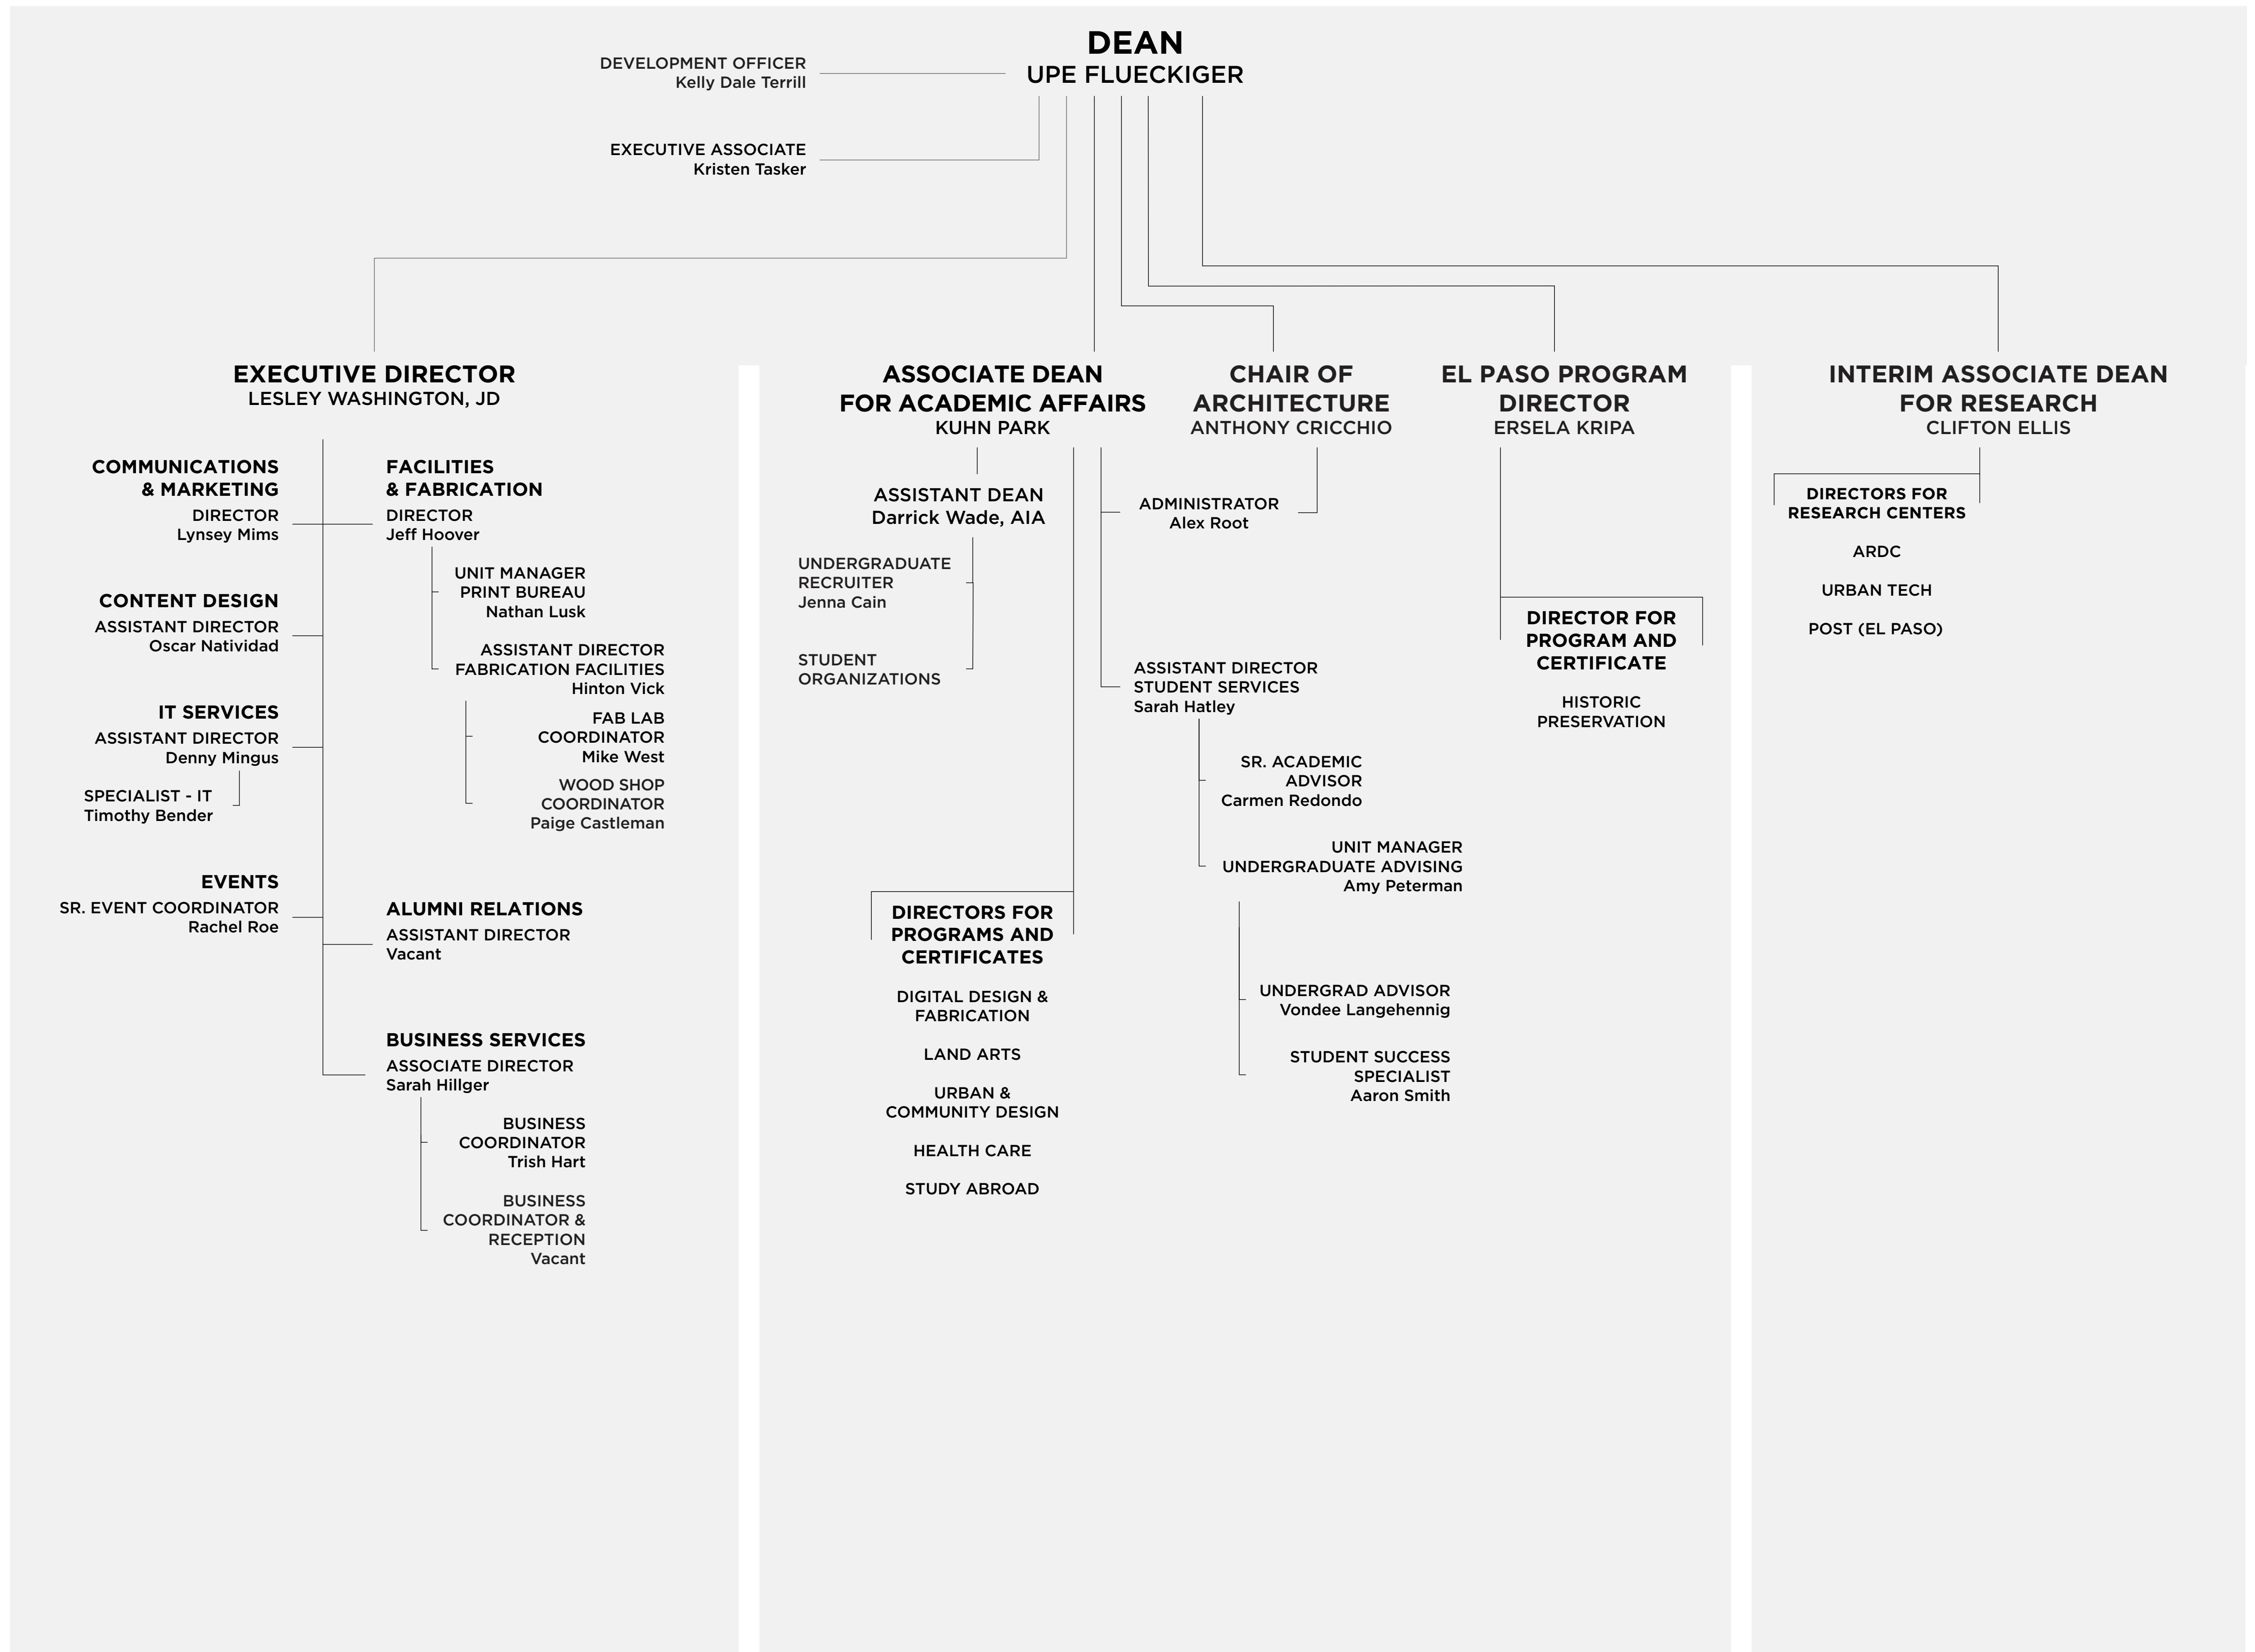 DEAN
UPE FLUECKIGER
DEVELOPMENT OFFICER
Kelly Dale Terrill
EXECUTIVE ASSOCIATE
Kristen Tasker
EXECUTIVE DIRECTOR
LESLEY WASHINGTON, JD
COMMUNICATIONS
& MARKETING
DIRECTOR
Lynsey Mims
CONTENT DESIGN
ASSISTANT DIRECTOR
Oscar Natividad
IT SERVICES
ASSISTANT DIRECTOR
Denny Mingus
SPECIALIST - IT
Timothy Bender
EVENTS
SR. EVENT COORDINATOR
Rachel Roe
FACILITIES
& FABRICATION
DIRECTOR
Jeff Hoover
UNIT MANAGER
PRINT BUREAU
Nathan Lusk
ASSISTANT DIRECTOR
FABRICATION FACILITIES
Hinton Vick
FAB LAB
COORDINATOR
Mike West
WOOD SHOP
COORDINATOR
Paige Castleman
ALUMNI RELATIONS
ASSISTANT DIRECTOR
Vacant
BUSINESS SERVICES
ASSOCIATE DIRECTOR
Sarah Hillger
BUSINESS
COORDINATOR
Trish Hart
BUSINESS
COORDINATOR &
RECEPTION
Vacant
ASSOCIATE DEAN
FOR ACADEMIC AFFAIRS
KUHN PARK
ASSISTANT DEAN
Darrick Wade, AIA
UNDERGRADUATE
RECRUITER
Jenna Cain
STUDENT
ORGANIZATIONS
DIRECTORS FOR
PROGRAMS AND
CERTIFICATES
DIGITAL DESIGN &
FABRICATION
LAND ARTS
URBAN &
COMMUNITY DESIGN
HEALTH CARE
STUDY ABROAD
CHAIR OF
ARCHITECTURE
ANTHONY CRICCHIO
ADMINISTRATOR
Alex Root
ASSISTANT DIRECTOR
STUDENT SERVICES
Sarah Hatley
SR. ACADEMIC
ADVISOR
Carmen Redondo
UNIT MANAGER
UNDERGRADUATE ADVISING
Amy Peterman
UNDERGRAD ADVISOR
Vondee Langehennig
STUDENT SUCCESS
SPECIALIST
Aaron Smith
EL PASO PROGRAM
DIRECTOR
ERSELA KRIPA
DIRECTOR FOR
PROGRAM AND
CERTIFICATE
HISTORIC
PRESERVATION
INTERIM ASSOCIATE DEAN
FOR RESEARCH
CLIFTON ELLIS
DIRECTORS FOR
RESEARCH CENTERS
ARDC
URBAN TECH
POST (EL PASO)